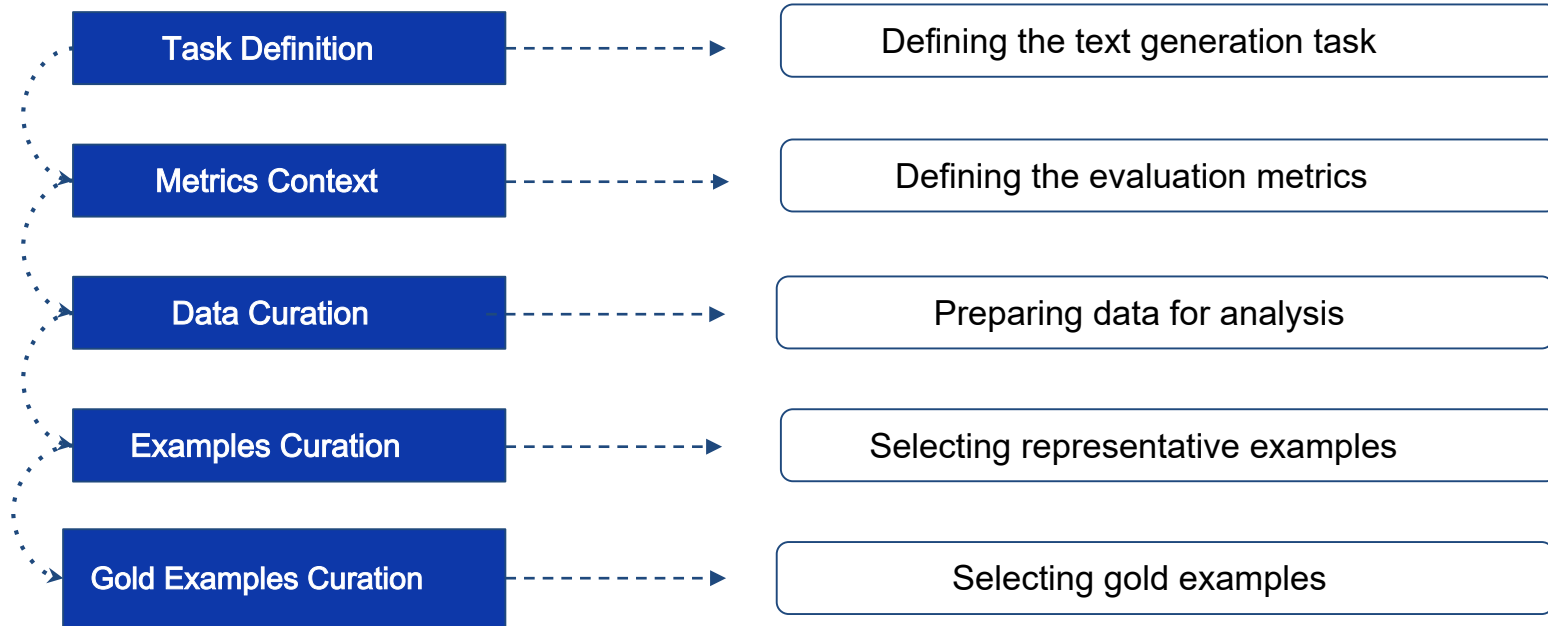 Task Definition
Defining the text generation task
Metrics Context
Defining the evaluation metrics
Data Curation
Preparing data for analysis
Examples Curation
Selecting representative examples
Gold Examples Curation
Selecting gold examples